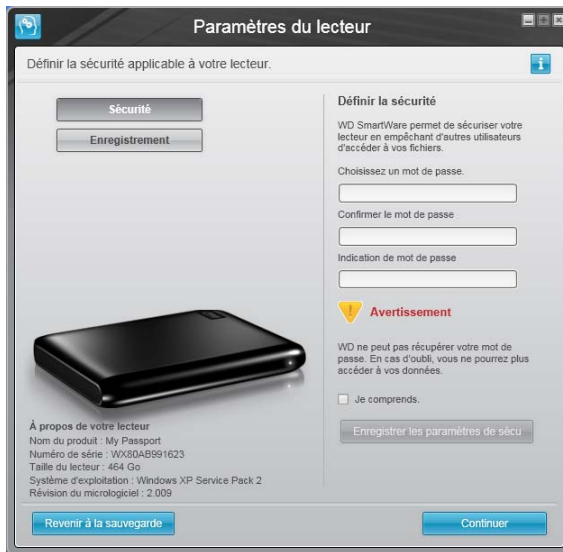 Paramètres du lecteur
Définir la sécurité applicable à votre lecteur.
Sécurité
Enregistrement
À propos de votre lecteur
Nom du produit : My Passport
Numéro de série : WX80AB991623
Taille du lecteur : 464 Go
Système d'exploitation : Windows XP Service Pack 2
Révision du micrologiciel : 2.009
Définir la sécurité
WD SmartWare permet de sécuriser votre
lecteur en empêchant d'autres utilisateurs
d'accéder à vos fichiers.
Choisissez un mot de passe.
Confirmer le mot de passe
Indication de mot de passe
Avertissement
WD ne peut pas récupérer votre mot de
passe. En cas d'oubli, vous ne pourrez plus
accéder à vos données.
Je comprends.
Enregistrer les paramètres de sécu
Revenir à la sauvegarde
Continuer